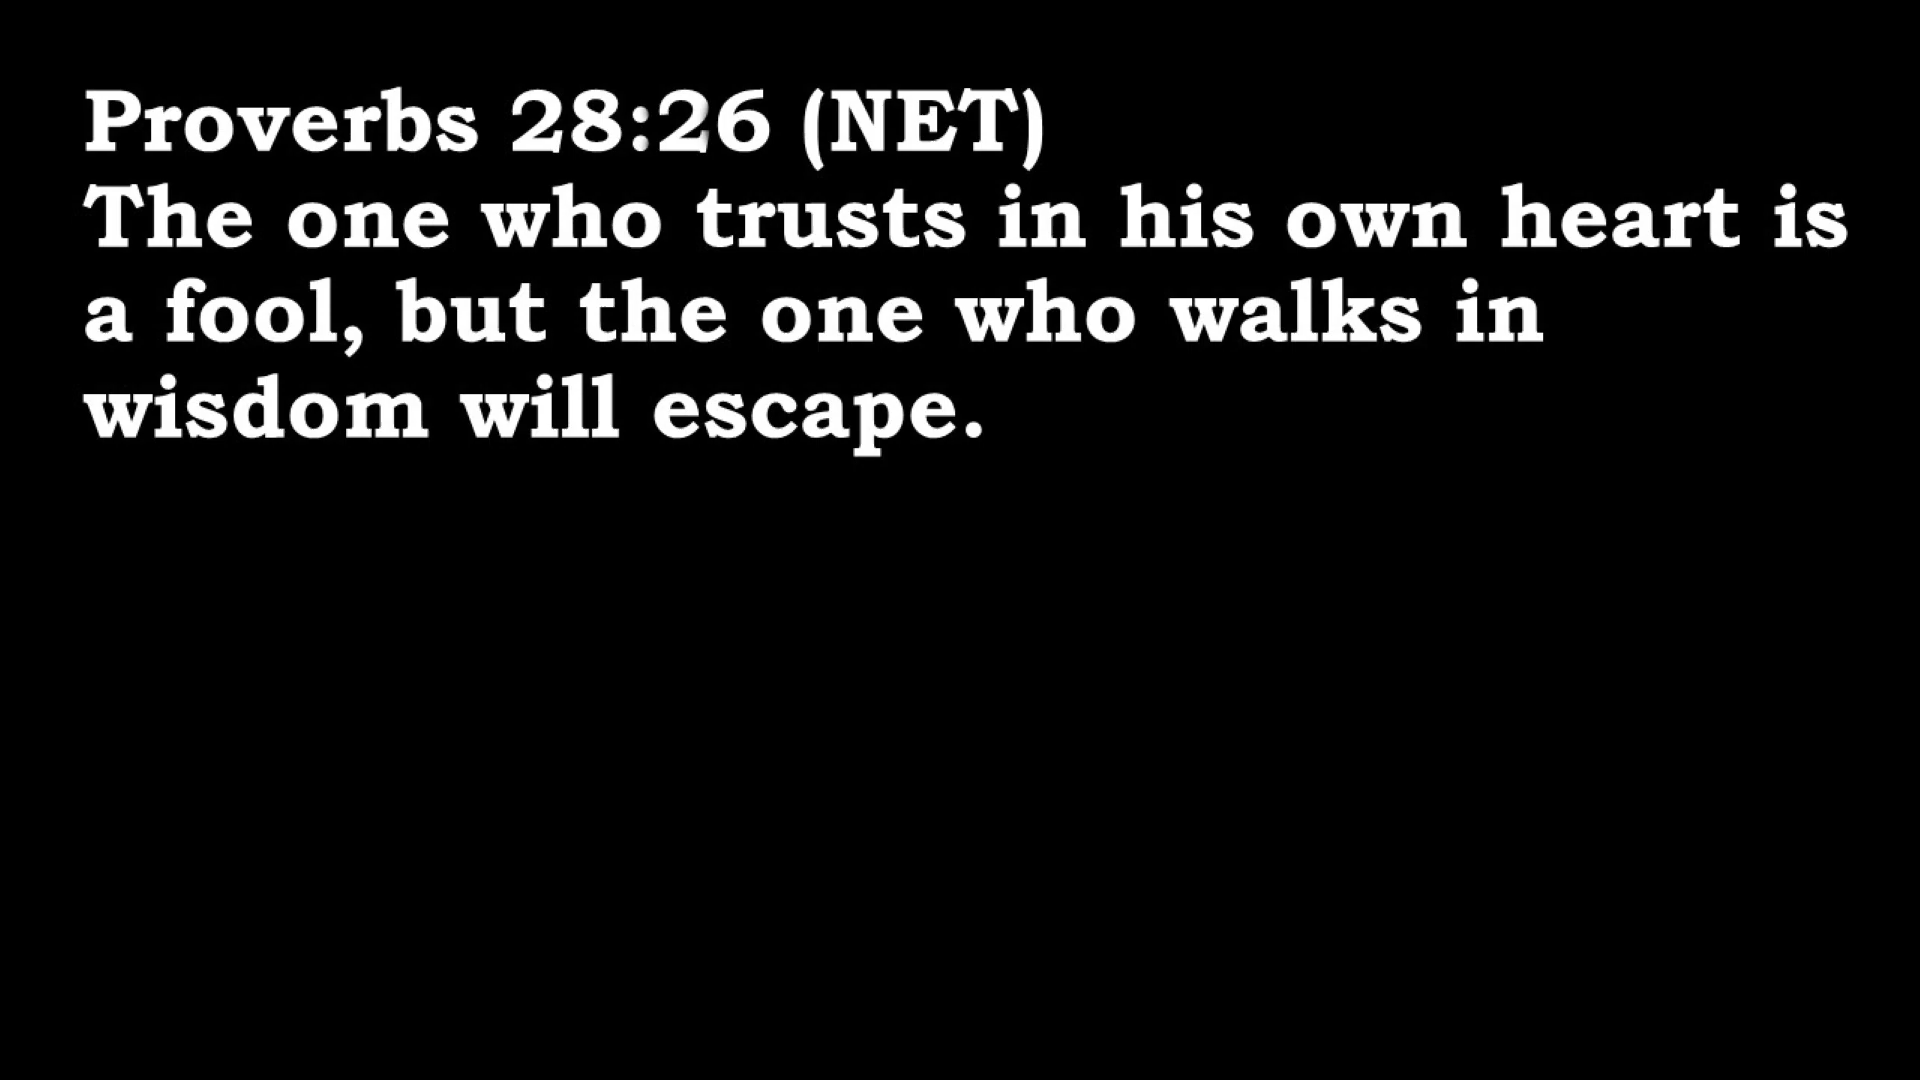 Proverbs 28:26 (NET)
The one who trusts in his own heart is
a fool, but the one who walks in
wisdom will escape.